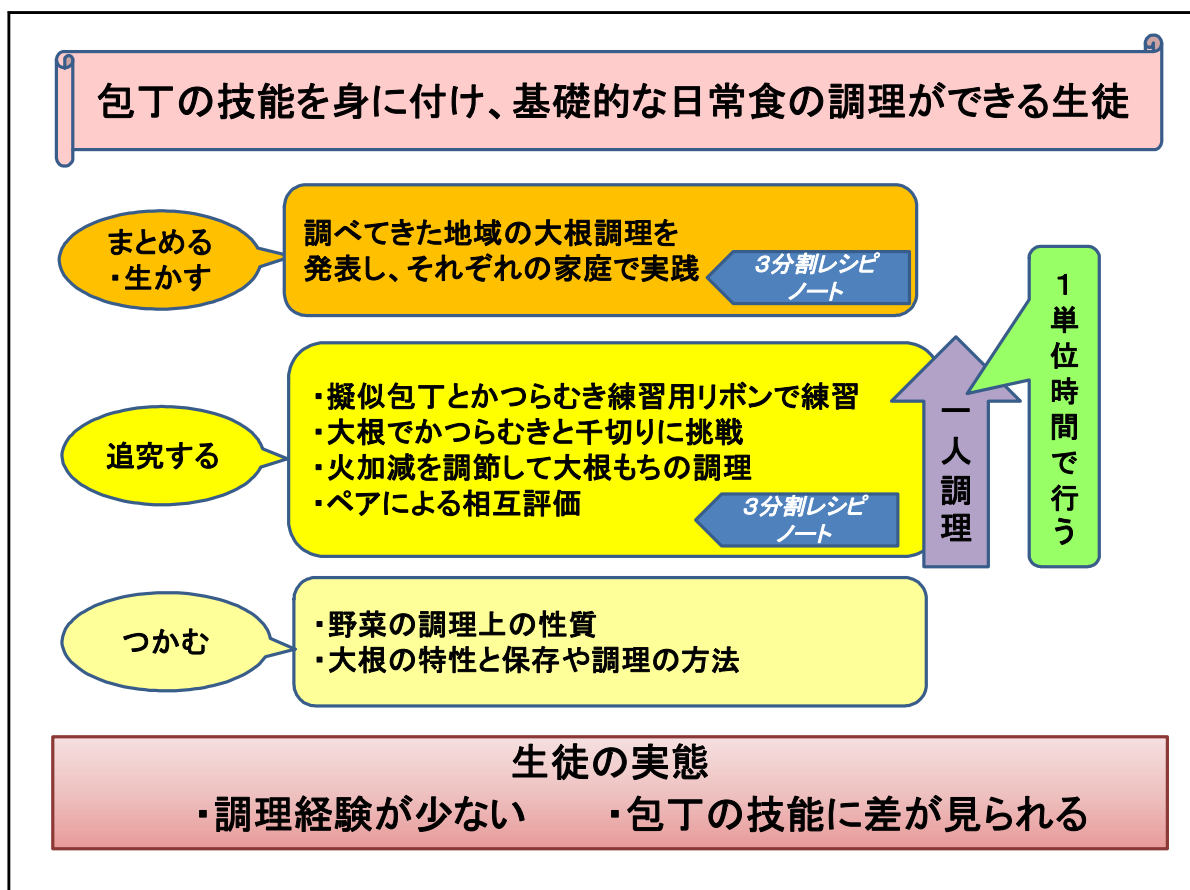 包丁の技能を身に付け、基礎的な日常食の調理ができる生徒
まとめる
・生かす
調べてきた地域の大根調理を
発表し、それぞれの家庭で実践
３分割レシピ
ノート
１単位時間で行う
一人調理
追究する
・擬似包丁とかつらむき練習用リボンで練習
・大根でかつらむきと千切りに挑戦
・火加減を調節して大根もちの調理
・ペアによる相互評価
３分割レシピ
ノート
つかむ
・野菜の調理上の性質
・大根の特性と保存や調理の方法
生徒の実態
・調理経験が少ない　　・包丁の技能に差が見られる